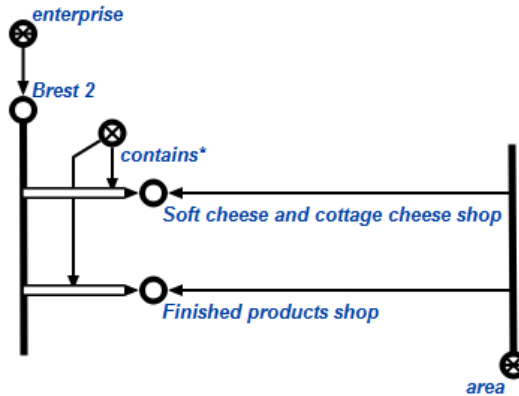 enterprise
Brest 2
contains*
Soft cheese and cottage cheese shop
Finished products shop
area